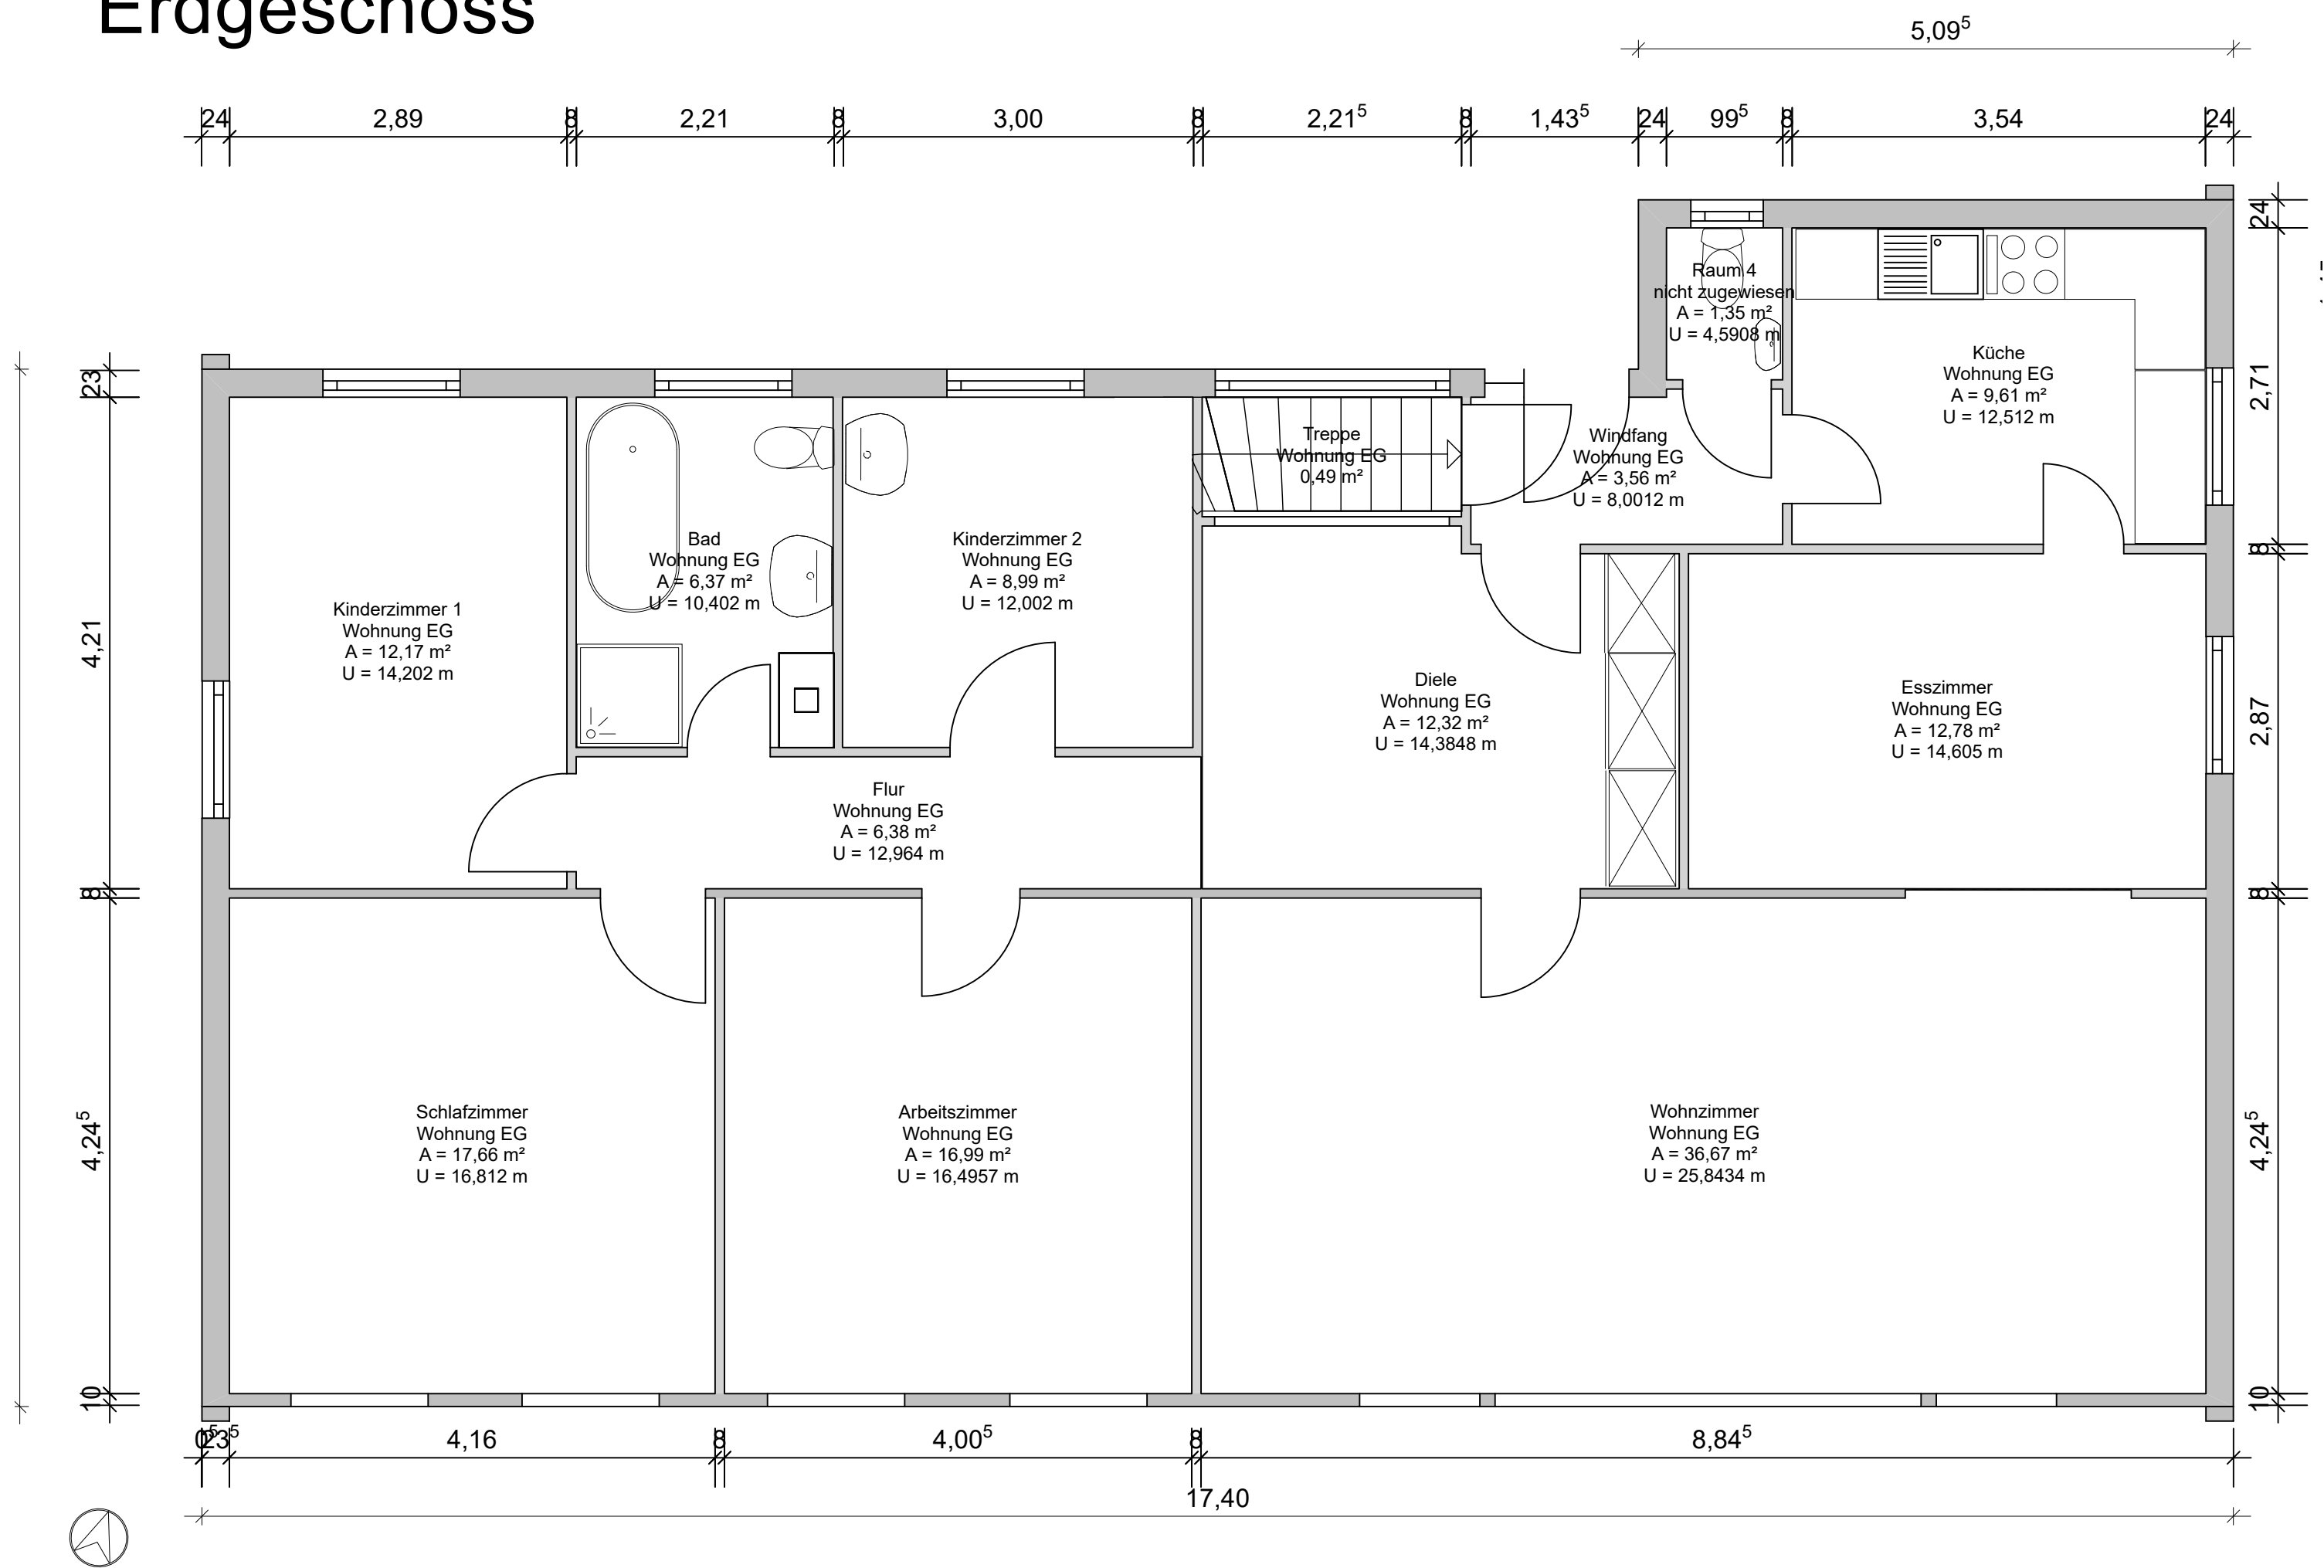 Erdgeschoss
5,09⁵
24 2,89 8 2,21 8 3,00 8 2,21⁵ 8 1,43⁵ 24 99⁵ 8 3,54 24
24
2,71
8
2,87
8
4,24⁵
10
23
4,21
8
4,24⁵
10
Raum 4
nicht zugewiesen
A = 1,35 m²
U = 4,5908 m
Küche
Wohnung EG
A = 9,61 m²
U = 12,512 m
Treppe
Wohnung EG
0,49 m²
Windfang
Wohnung EG
A = 3,56 m²
U = 8,0012 m
Bad
Wohnung EG
A = 6,37 m²
U = 10,402 m
Kinderzimmer 2
Wohnung EG
A = 8,99 m²
U = 12,002 m
Kinderzimmer 1
Wohnung EG
A = 12,17 m²
U = 14,202 m
Diele
Wohnung EG
A = 12,32 m²
U = 14,3848 m
Esszimmer
Wohnung EG
A = 12,78 m²
U = 14,605 m
Flur
Wohnung EG
A = 6,38 m²
U = 12,964 m
Schlafzimmer
Wohnung EG
A = 17,66 m²
U = 16,812 m
Arbeitszimmer
Wohnung EG
A = 16,99 m²
U = 16,4957 m
Wohnzimmer
Wohnung EG
A = 36,67 m²
U = 25,8434 m
0⁵ 23⁵ 4,16 8 4,00⁵ 8 8,84⁵
17,40